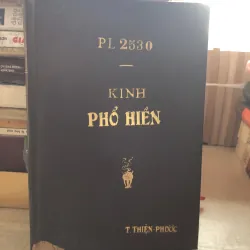 PL 2530
KINH
PHỔ HIỀN
T. THIỆN-PHƯỚC